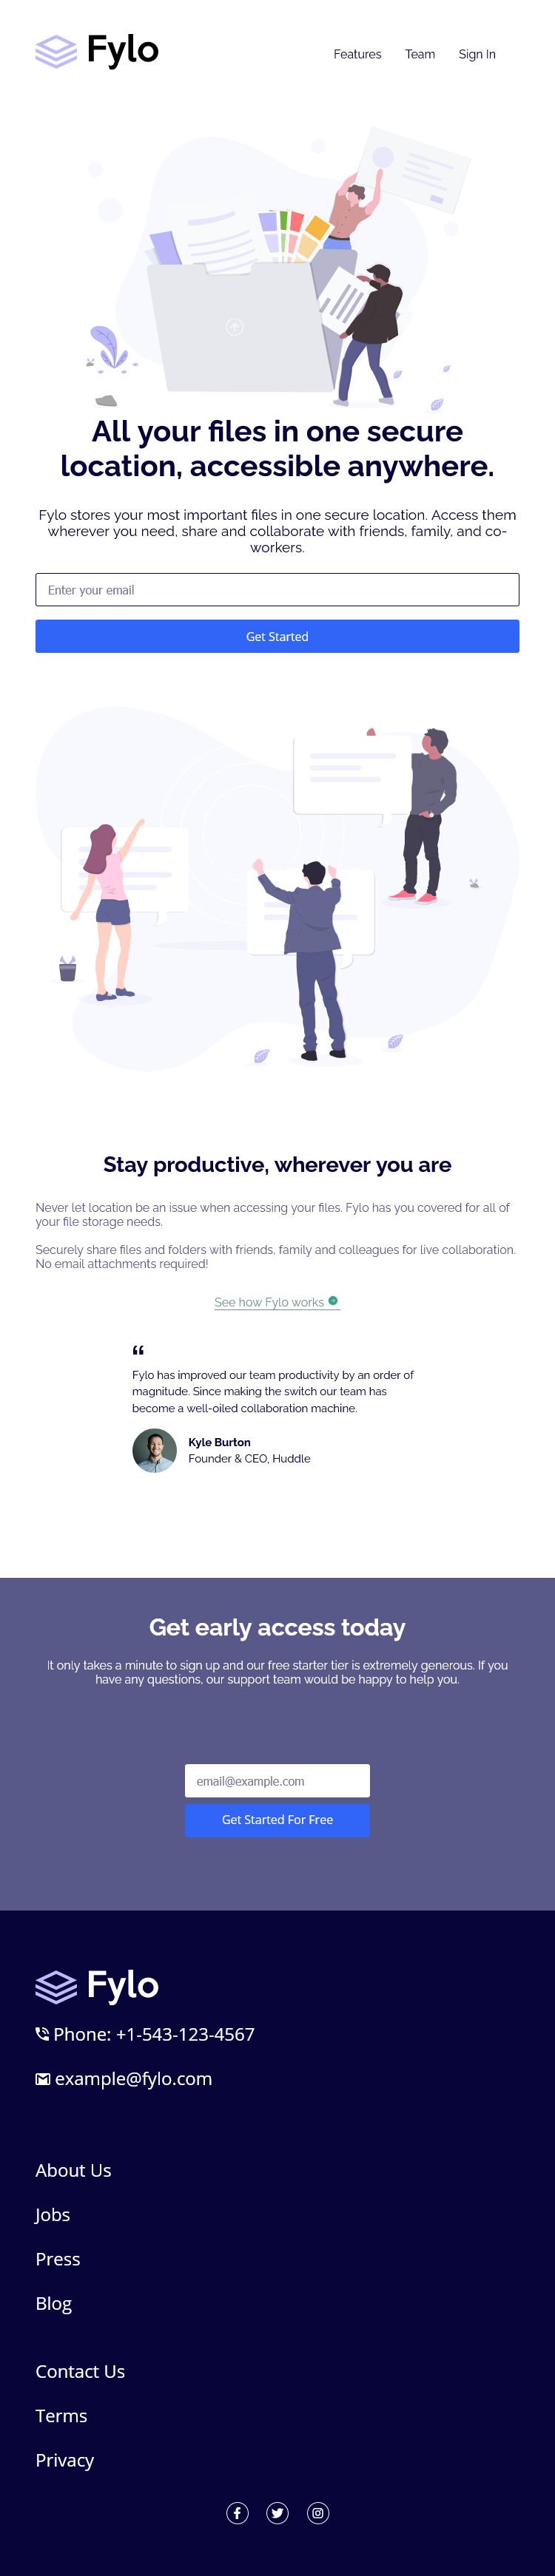 Fylo
Features Team Sign In
All your files in one secure
location, accessible anywhere.
Fylo stores your most important files in one secure location. Access them
wherever you need, share and collaborate with friends, family, and co-
workers.
Enter your email
Get Started
Stay productive, wherever you are
Never let location be an issue when accessing your files. Fylo has you covered for all of
your file storage needs.
Securely share files and folders with friends, family and colleagues for live collaboration.
No email attachments required!
See how Fylo works
“
Fylo has improved our team productivity by an order of
magnitude. Since making the switch our team has
become a well-oiled collaboration machine.
Kyle Burton
Founder & CEO, Huddle
Get early access today
It only takes a minute to sign up and our free starter tier is extremely generous. If you
have any questions, our support team would be happy to help you.
email@example.com
Get Started For Free
Fylo
Phone: +1-543-123-4567
example@fylo.com
About Us
Jobs
Press
Blog
Contact Us
Terms
Privacy